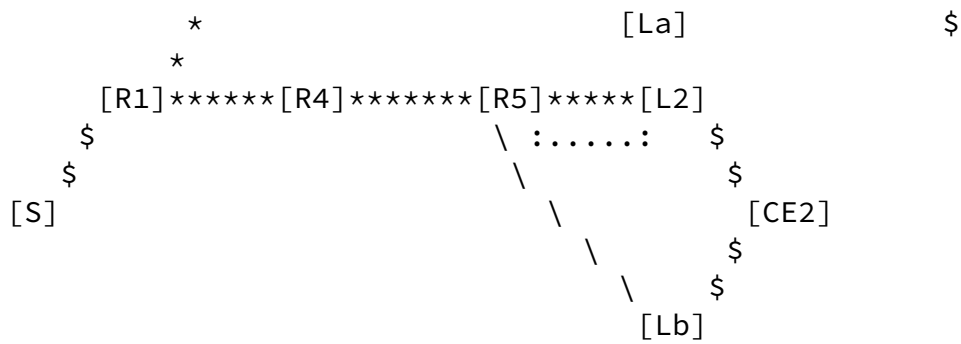 * [La] $
*
[R1]******[R4]*******[R5]*****[L2]
$ \ :.....: $
$ \ $
[S] \ [CE2]
\ $
\ $
[Lb]